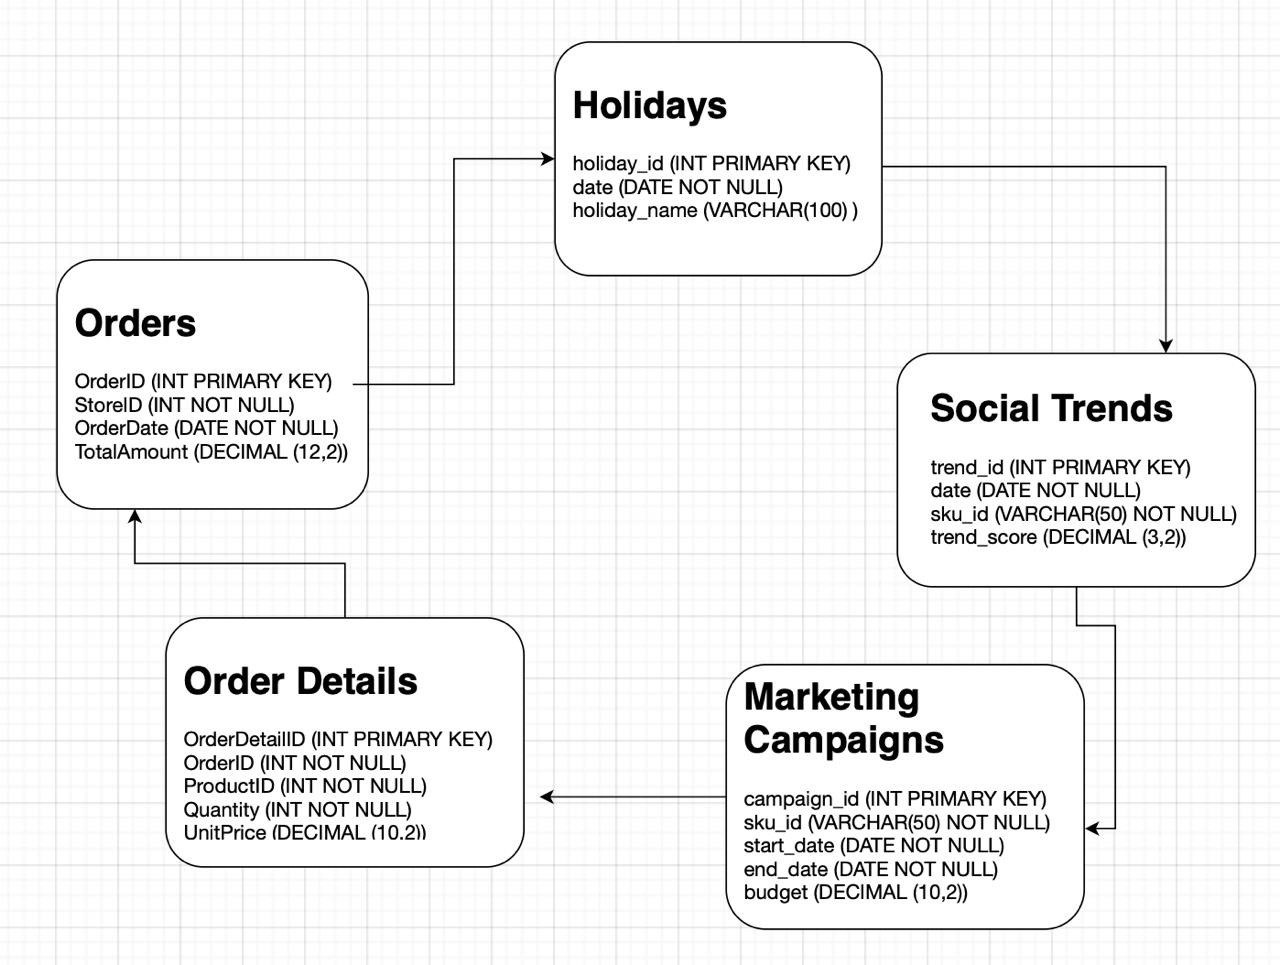 Holidays
holiday_id (INT PRIMARY KEY)
date (DATE NOT NULL)
holiday_name (VARCHAR(100) )
Orders
OrderID (INT PRIMARY KEY)
StoreID (INT NOT NULL)
OrderDate (DATE NOT NULL)
TotalAmount (DECIMAL (12,2))
Social Trends
trend_id (INT PRIMARY KEY)
date (DATE NOT NULL)
sku_id (VARCHAR(50) NOT NULL)
trend_score (DECIMAL (3,2))
Order Details
OrderDetailID (INT PRIMARY KEY)
OrderID (INT NOT NULL)
ProductID (INT NOT NULL)
Quantity (INT NOT NULL)
UnitPrice (DECIMAL (10,2))
Marketing
Campaigns
campaign_id (INT PRIMARY KEY)
sku_id (VARCHAR(50) NOT NULL)
start_date (DATE NOT NULL)
end_date (DATE NOT NULL)
budget (DECIMAL (10,2))